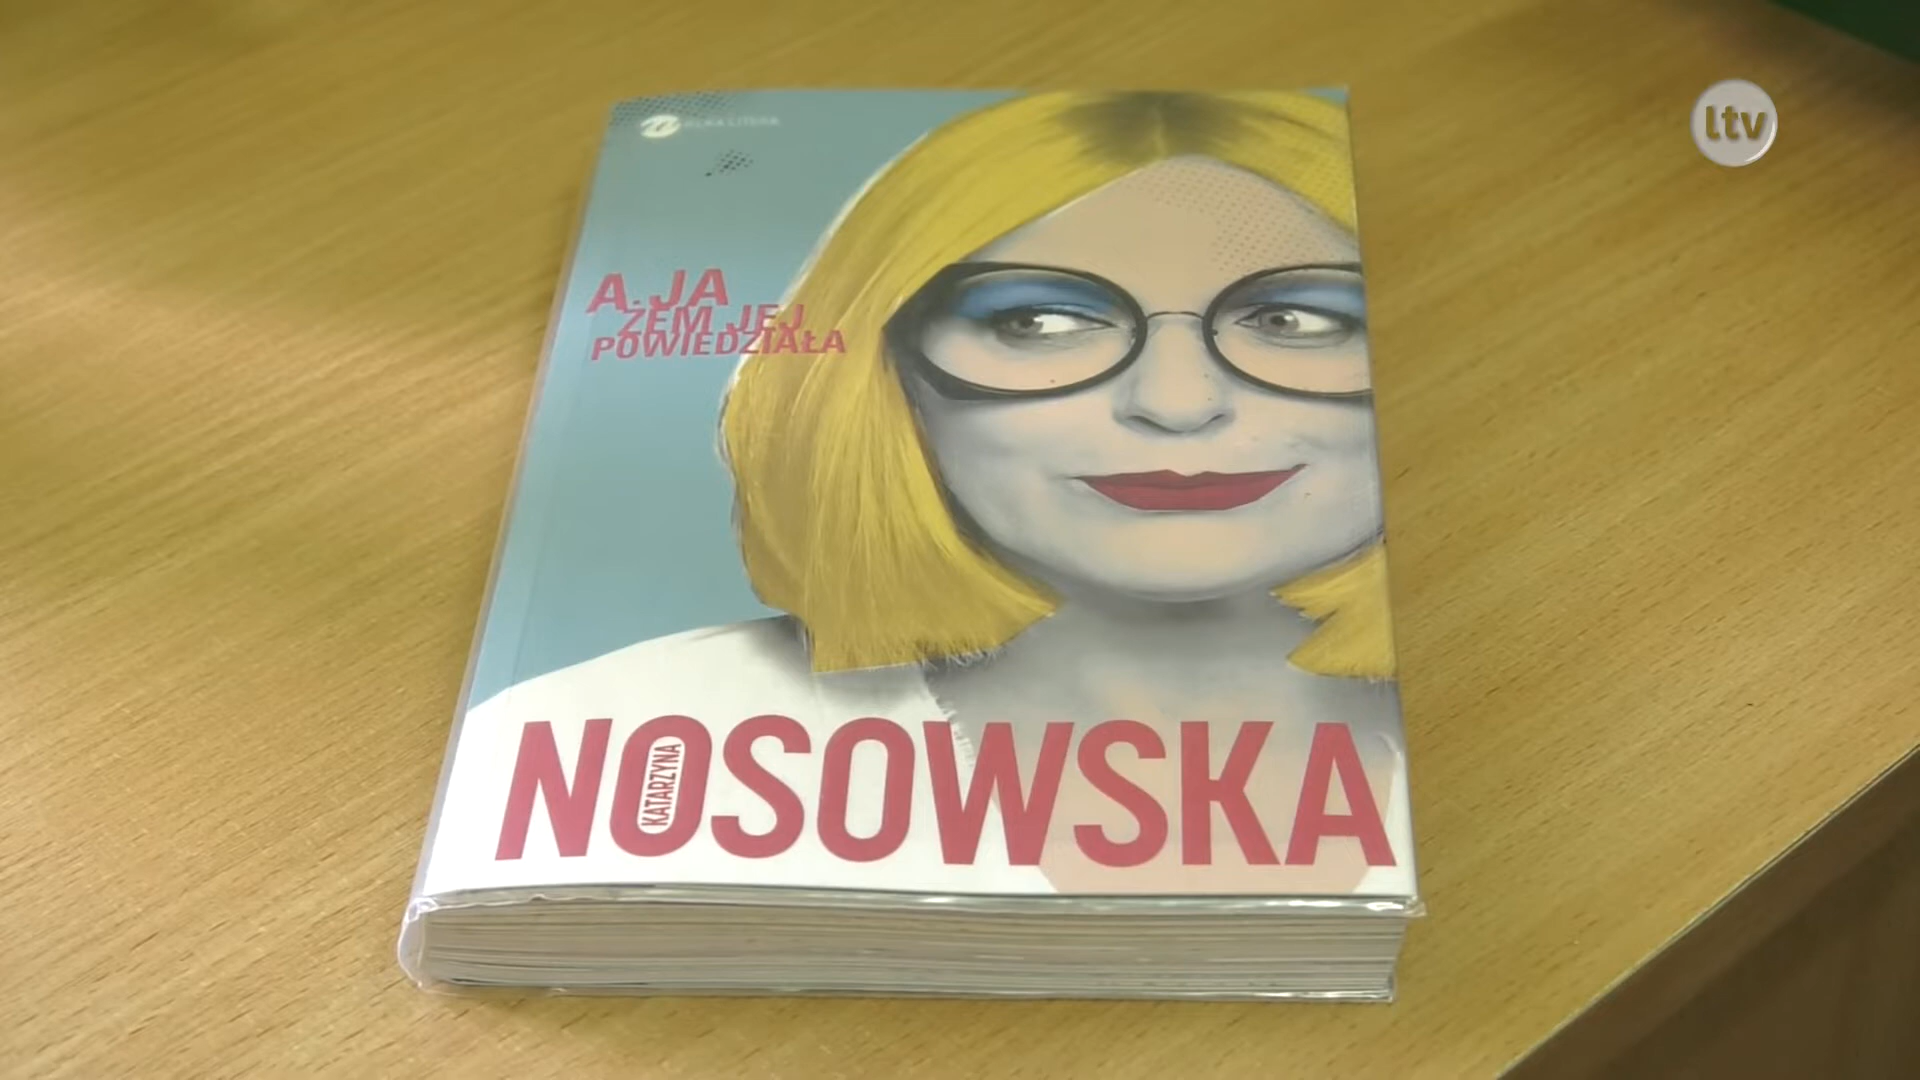 ltv
A JA
ŻEM JEJ
POWIEDZIAŁA
KATARZYNA
NOSOWSKA